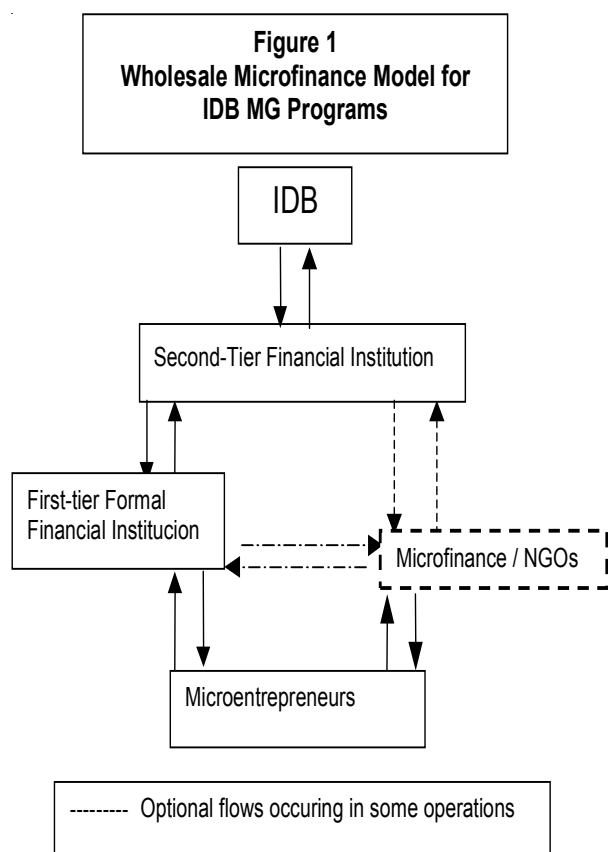 Figure 1
Wholesale Microfinance Model for
IDB MG Programs
IDB
Second-Tier Financial Institution
First-tier Formal
Financial Institucion
Microfinance / NGOs
Microentrepreneurs
--------- Optional flows occuring in some operations